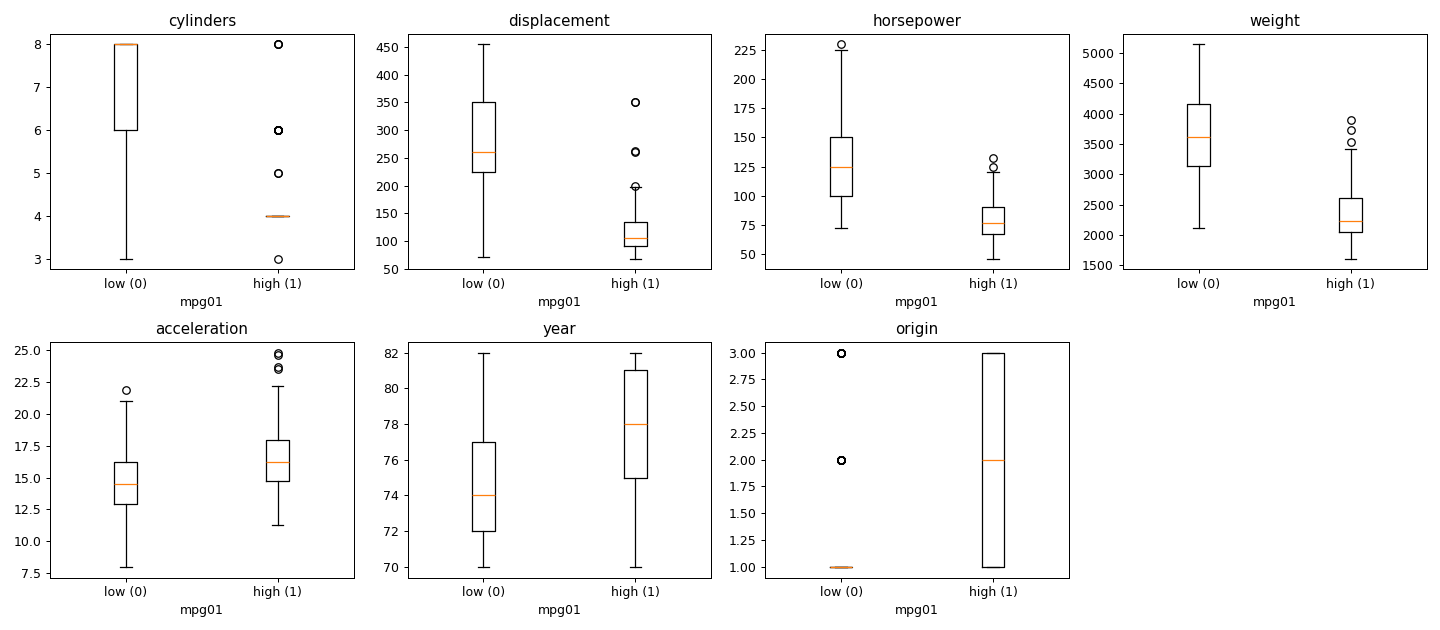 cylinders
8
7
6
5
4
3
low (0) high (1)
mpg01
displacement
450
400
350
300
250
200
150
100
50
low (0) high (1)
mpg01
horsepower
225
200
175
150
125
100
75
50
low (0) high (1)
mpg01
weight
5000
4500
4000
3500
3000
2500
2000
1500
low (0) high (1)
mpg01
acceleration
25.0
22.5
20.0
17.5
15.0
12.5
10.0
7.5
low (0) high (1)
mpg01
year
82
80
78
76
74
72
70
low (0) high (1)
mpg01
origin
3.00
2.75
2.50
2.25
2.00
1.75
1.50
1.25
1.00
low (0) high (1)
mpg01